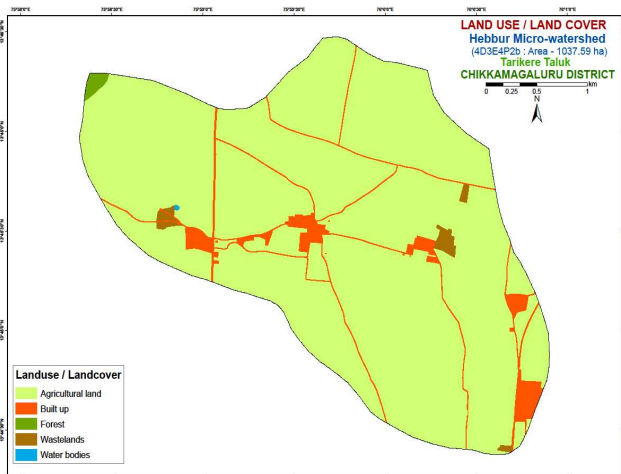 LAND USE / LAND COVER
Hebbur Micro-watershed
(4D3E4P2b : Area - 1037.59 ha)
Tarikere Taluk
CHIKKAMAGALURU DISTRICT
km
0 0.25 0.5 1
N
Landuse / Landcover
Agricultural land
Built up
Forest
Wastelands
Water bodies